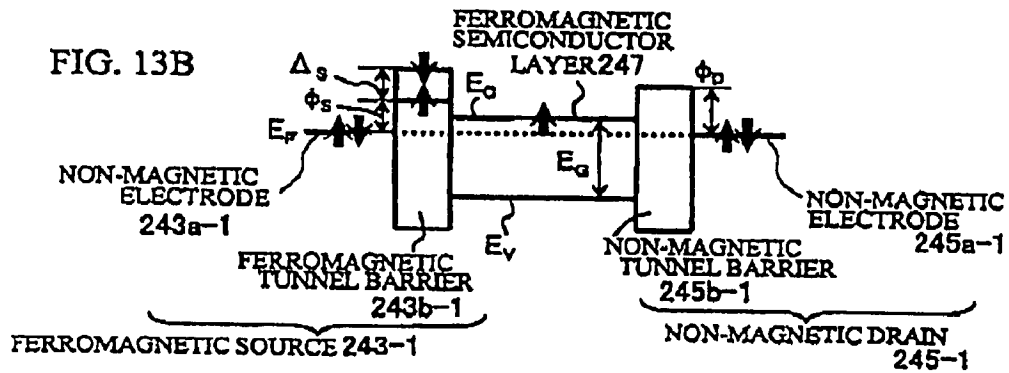 FIG. 13B
FERROMAGNETIC
SEMICONDUCTOR
LAYER 247
Δs
ϕs
EC
ϕD
EF
EG
NON-MAGNETIC
ELECTRODE
243a-1
NON-MAGNETIC
ELECTRODE
245a-1
EV
FERROMAGNETIC
TUNNEL BARRIER
243b-1
NON-MAGNETIC
TUNNEL BARRIER
245b-1
FERROMAGNETIC SOURCE 243-1
NON-MAGNETIC DRAIN
245-1